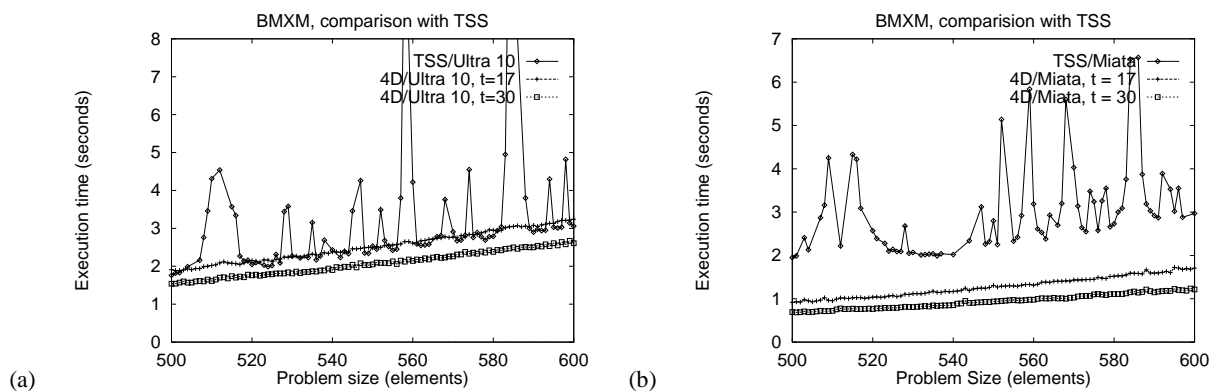 BMXM, comparison with TSS
8
7
6
5
4
3
2
1
0
500
520
540
560
580
600
Execution time (seconds)
Problem size (elements)
TSS/Ultra 10
4D/Ultra 10, t=17
4D/Ultra 10, t=30
(a)
BMXM, comparision with TSS
7
6
5
4
3
2
1
0
500
520
540
560
580
600
Execution time (seconds)
Problem Size (elements)
TSS/Miata
4D/Miata, t = 17
4D/Miata, t = 30
(b)